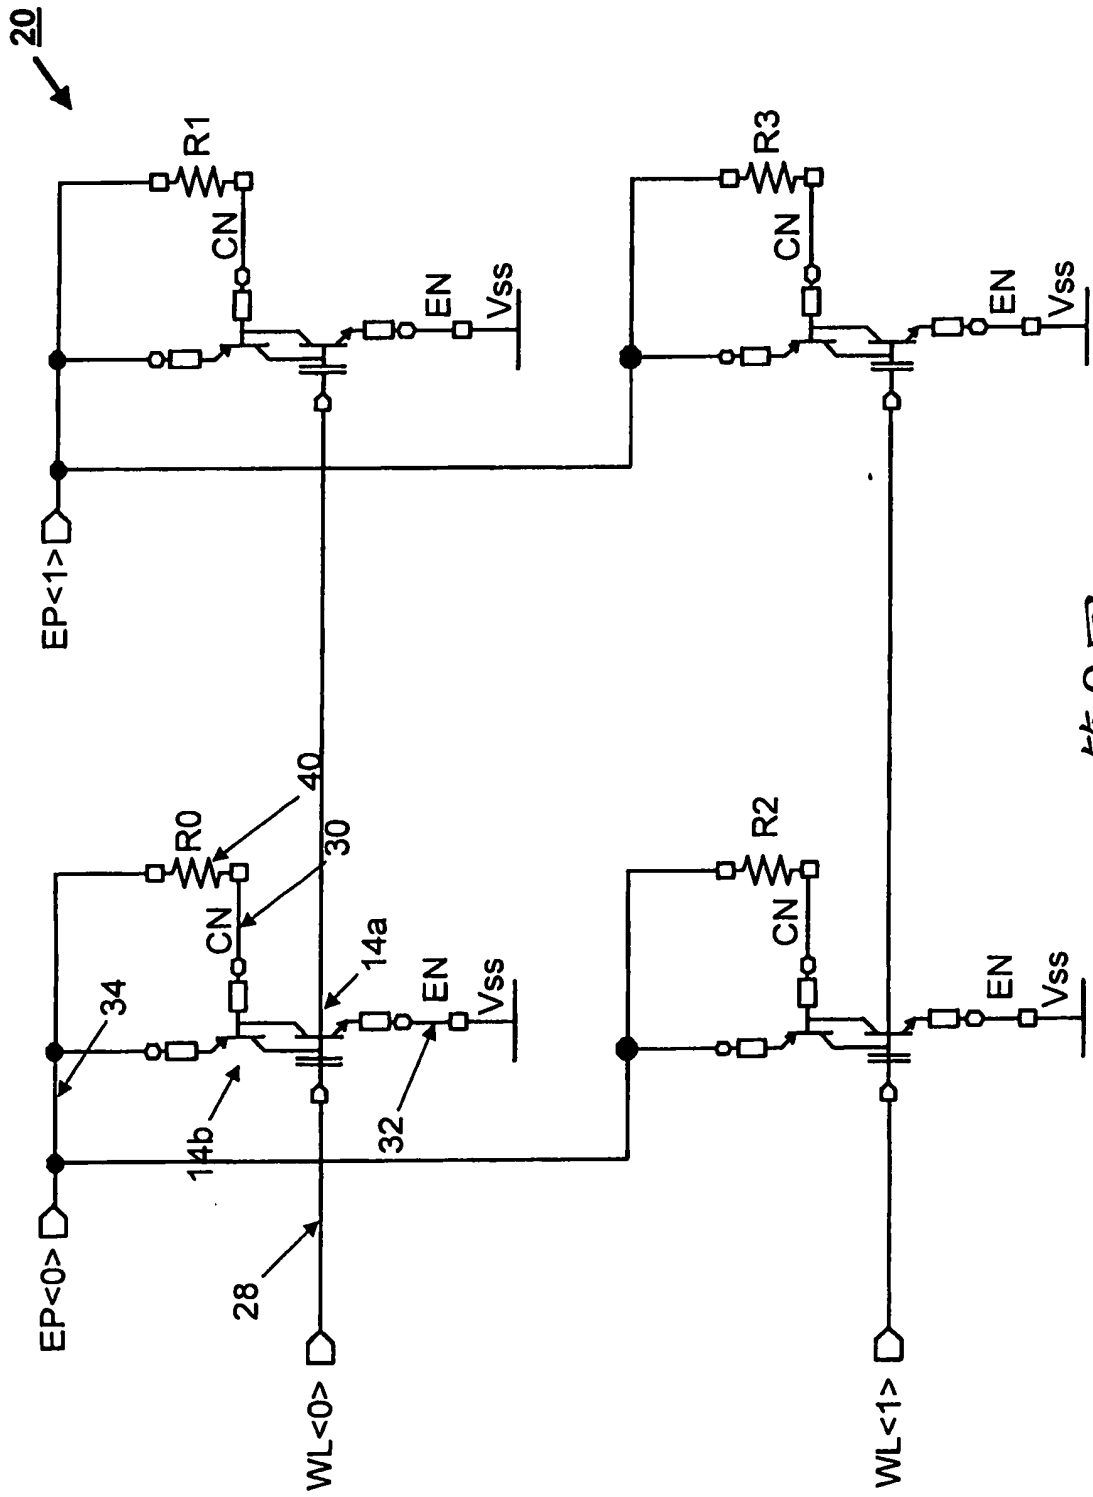 20
EP<0>
EP<1>
34
14b
R0
R1
CN
CN
28
40
WL<0>
30
14a
32
EN
EN
Vss
Vss
R2
R3
CN
CN
WL<1>
EN
EN
Vss
Vss